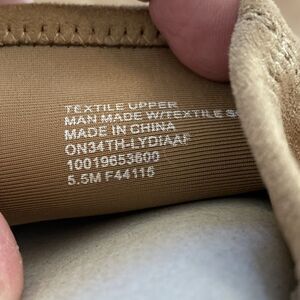 TEXTILE UPPER
MAN MADE W/TEXTILE
MADE IN CHINA
ON34TH-LYDIAAF
10019653600
5.5M F44115